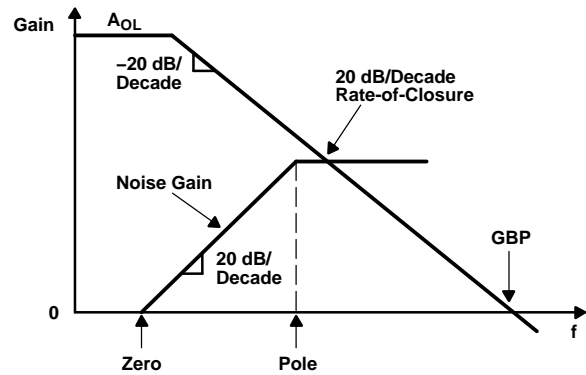 Gain
AOL
–20 dB/
Decade
20 dB/Decade
Rate-of-Closure
Noise Gain
20 dB/
Decade
GBP
0
f
Zero
Pole